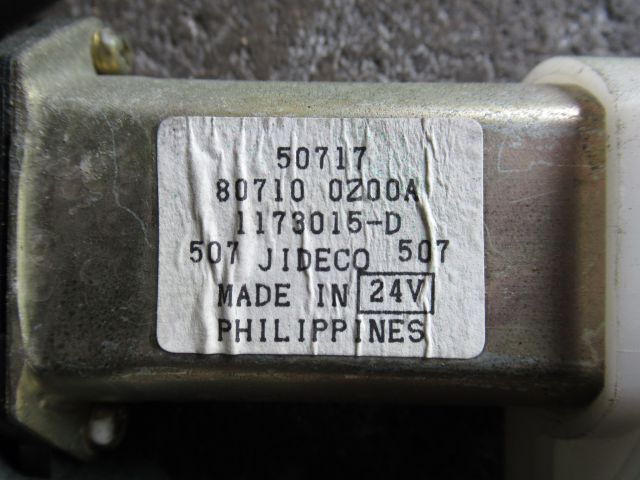 50717
80710 0Z00A
1173015-D
507 JIDECO 507
MADE IN 24V
PHILIPPINES